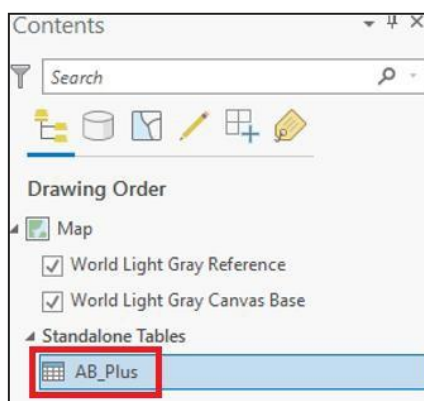 Contents
Search
Drawing Order
Map
World Light Gray Reference
World Light Gray Canvas Base
Standalone Tables
AB_Plus